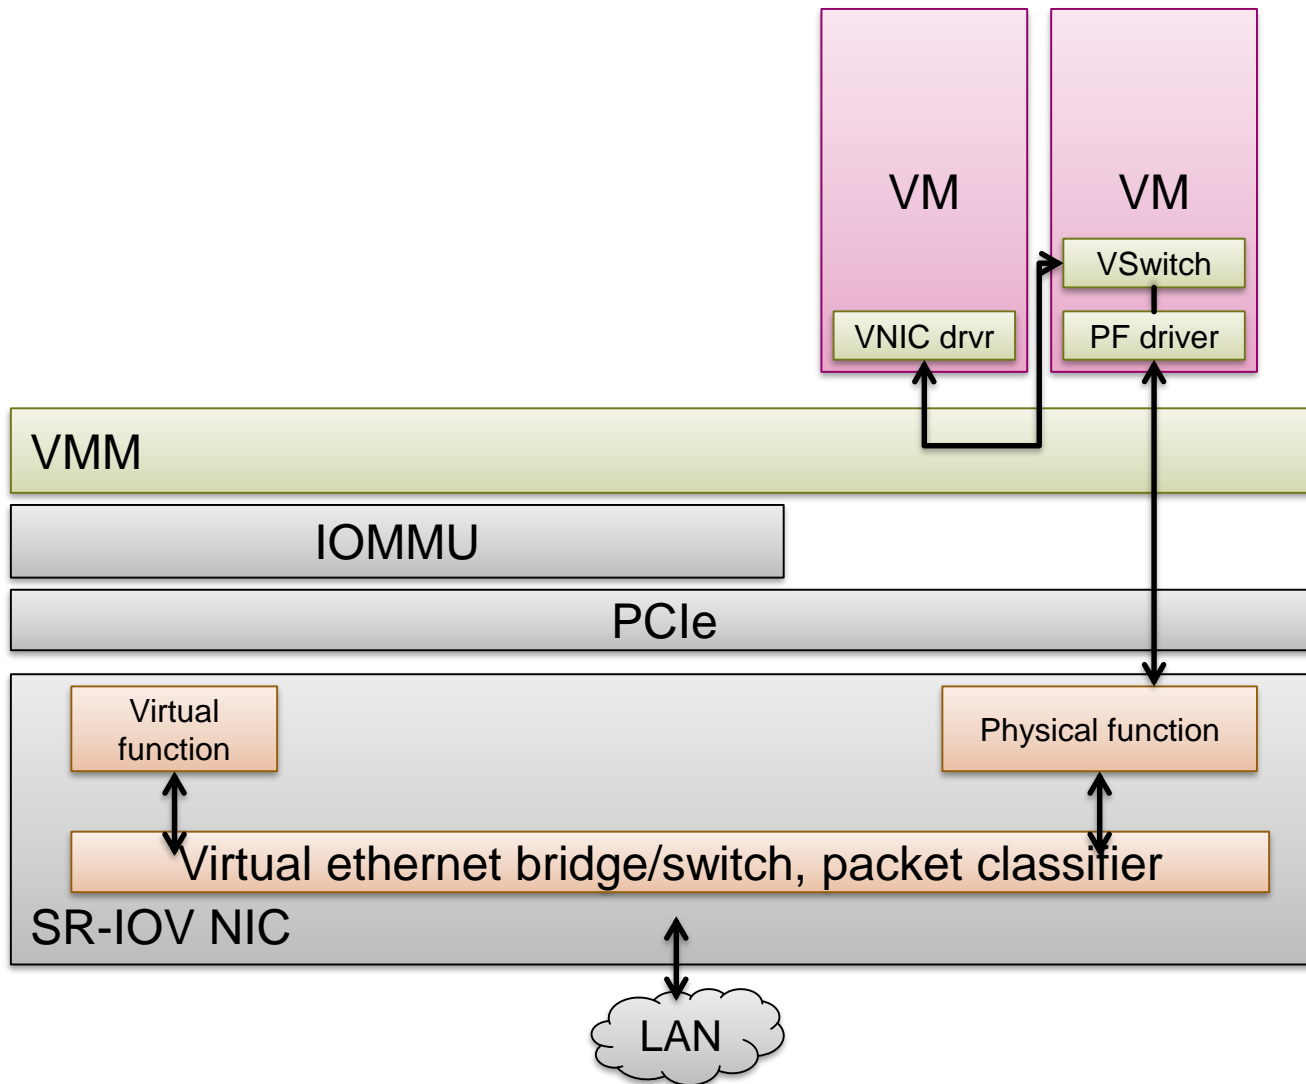 VM
VM
VSwitch
VNIC drvr
PF driver
VMM
IOMMU
PCIe
Virtual
function
Physical function
Virtual ethernet bridge/switch, packet classifier
SR-IOV NIC
LAN